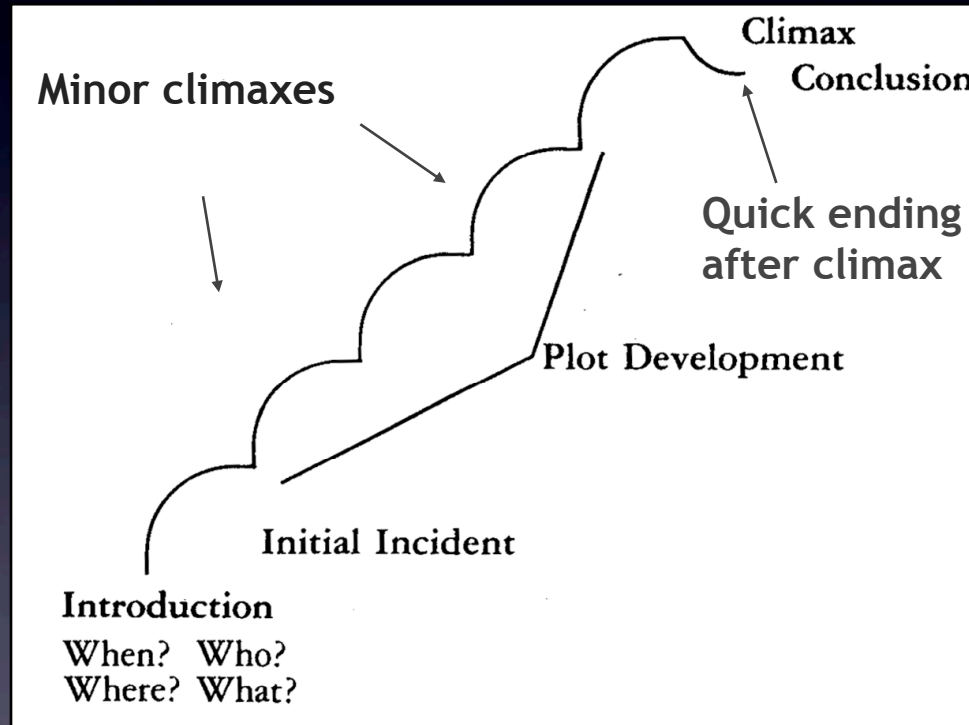 Climax
Conclusion
Minor climaxes
Quick ending
after climax
Plot Development
Initial Incident
Introduction
When? Who?
Where? What?